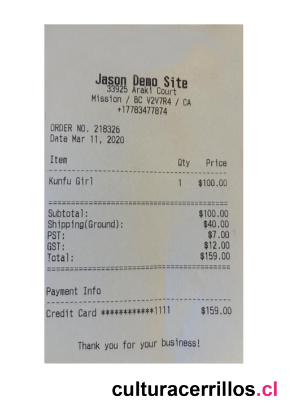 Jason Demo Site
33925 Araki Court
Mission / BC V2V7R4 / CA
+17783477874
ORDER NO. 218326
Date Mar 11, 2020
Item Qty Price
Kunfu Girl 1 $100.00
Subtotal: $100.00
Shipping(Ground): $40.00
PST: $7.00
GST: $12.00
Total: $159.00
Payment Info
Credit Card ************1111 $159.00
Thank you for your business!
culturacerrillos.cl